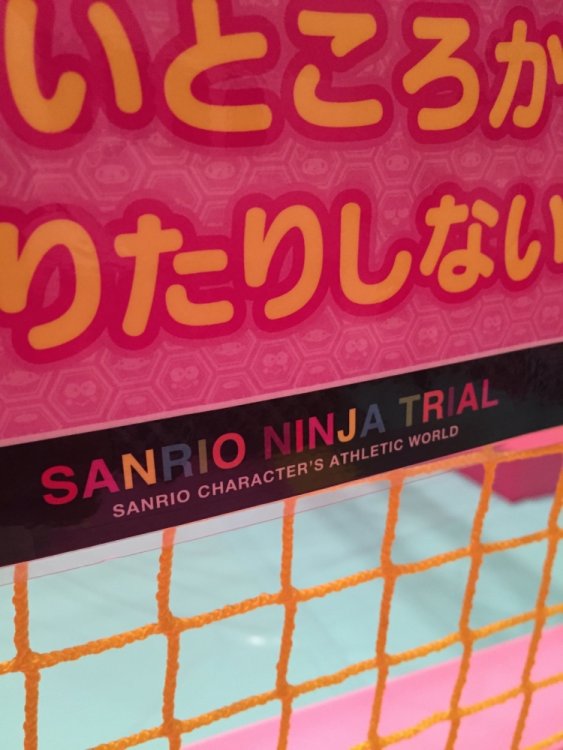 いところか
りたりしない
SANRIO NINJA TRIAL
SANRIO CHARACTER'S ATHLETIC WORLD